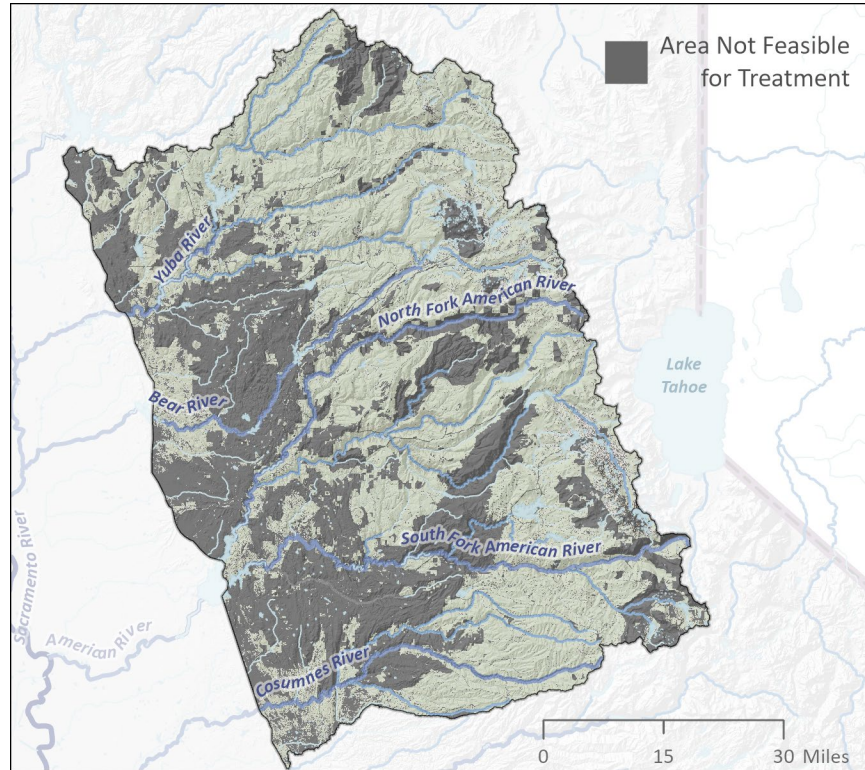 Area Not Feasible
for Treatment
Yuba River
North Fork American River
Lake
Tahoe
Bear River
South Fork American River
Sacramento River
American River
Cosumnes River
0 15 30 Miles